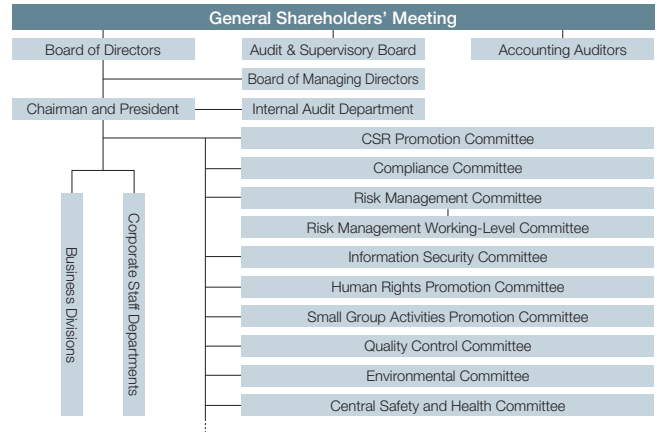 General Shareholders’ Meeting
Board of Directors
Audit & Supervisory Board
Accounting Auditors
Board of Managing Directors
Chairman and President
Internal Audit Department
CSR Promotion Committee
Compliance Committee
Risk Management Committee
Risk Management Working-Level Committee
Information Security Committee
Human Rights Promotion Committee
Small Group Activities Promotion Committee
Quality Control Committee
Environmental Committee
Central Safety and Health Committee
Business Divisions
Corporate Staff Departments